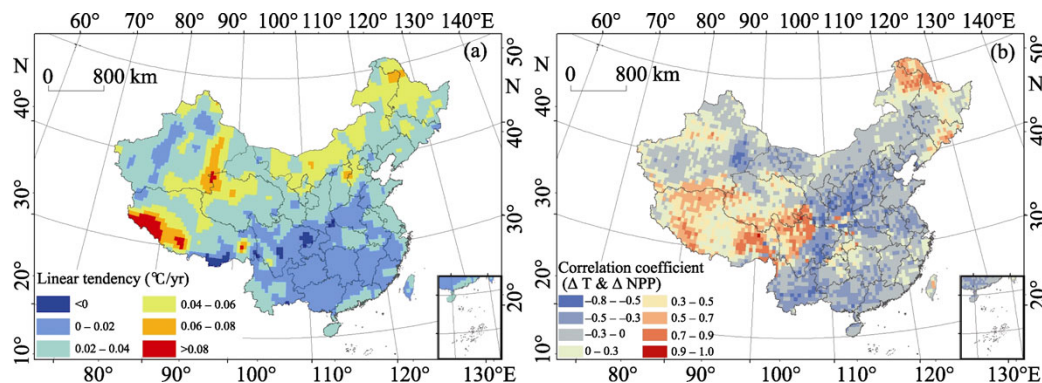 70° 80° 90° 100° 110° 120° 130° 140°E
(a)
N
0 800 km
50°
N
40°
40°
30°
30°
20°
20°
10°
Linear tendency (℃/yr)
<0
0–0.02
0.02–0.04
0.04–0.06
0.06–0.08
>0.08
80° 90° 100° 110° 120° 130°E
70° 80° 90° 100° 110° 120° 130° 140°E
(b)
N
0 800 km
50°
N
40°
40°
30°
30°
20°
20°
10°
Correlation coefficient
(Δ T & Δ NPP)
−0.8 – −0.5
−0.5 – −0.3
−0.3 – 0
0 – 0.3
0.3 – 0.5
0.5 – 0.7
0.7 – 0.9
0.9 – 1.0
80° 90° 100° 110° 120° 130°E